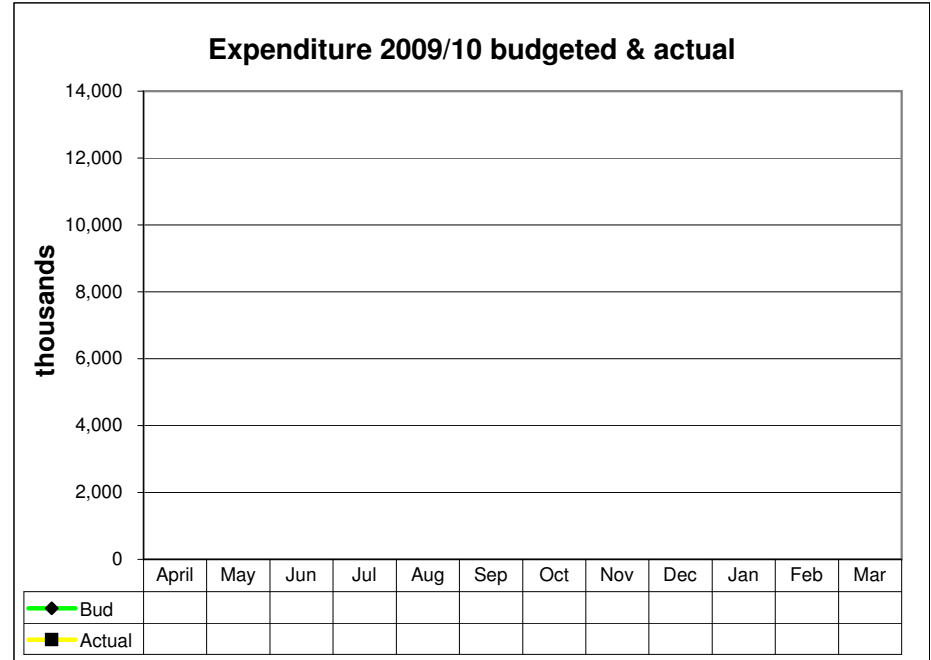 Expenditure 2009/10 budgeted & actual
14,000
12,000
10,000
8,000
6,000
4,000
2,000
0
thousands
April May Jun Jul Aug Sep Oct Nov Dec Jan Feb Mar
Bud
Actual